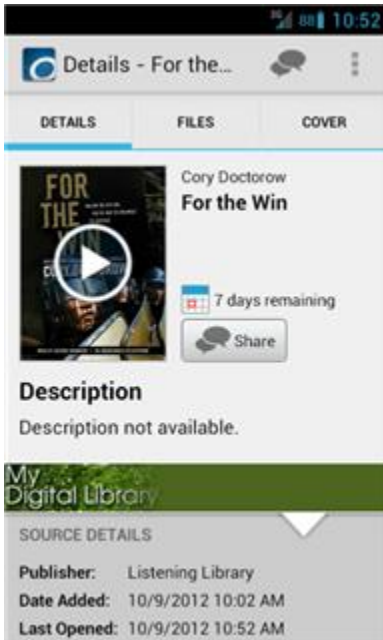 88 10:52
Details - For the...
DETAILS FILES COVER
FOR
THE
WIN
Cory Doctorow
For the Win
7 days remaining
Share
Description
Description not available.
My
Digital Library
SOURCE DETAILS
Publisher: Listening Library
Date Added: 10/9/2012 10:02 AM
Last Opened: 10/9/2012 10:52 AM